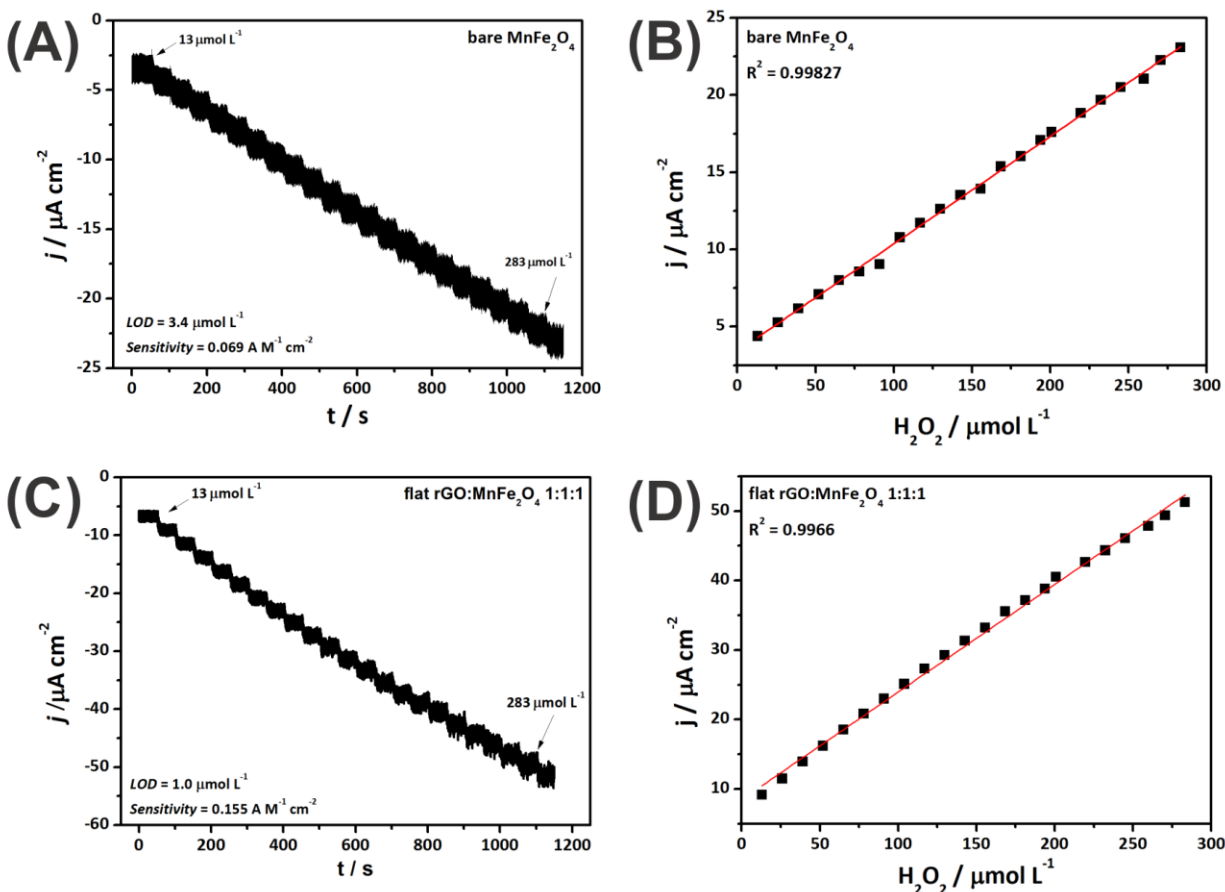 (A)
0
-5
-10
-15
-20
-25
j / μA cm⁻²
13 μmol L⁻¹
bare MnFe₂O₄
283 μmol L⁻¹
LOD = 3.4 μmol L⁻¹
Sensitivity = 0.069 A M⁻¹ cm⁻²
0 200 400 600 800 1000 1200
t / s
(B)
25
20
15
10
5
j / μA cm⁻²
bare MnFe₂O₄
R² = 0.99827
0 50 100 150 200 250 300
H₂O₂ / μmol L⁻¹
(C)
0
-10
-20
-30
-40
-50
-60
j /μA cm⁻²
13 μmol L⁻¹
flat rGO:MnFe₂O₄ 1:1:1
283 μmol L⁻¹
LOD = 1.0 μmol L⁻¹
Sensitivity = 0.155 A M⁻¹ cm⁻²
0 200 400 600 800 1000 1200
t / s
(D)
50
40
30
20
10
j / μA cm⁻²
flat rGO:MnFe₂O₄ 1:1:1
R² = 0.9966
0 50 100 150 200 250 300
H₂O₂ / μmol L⁻¹